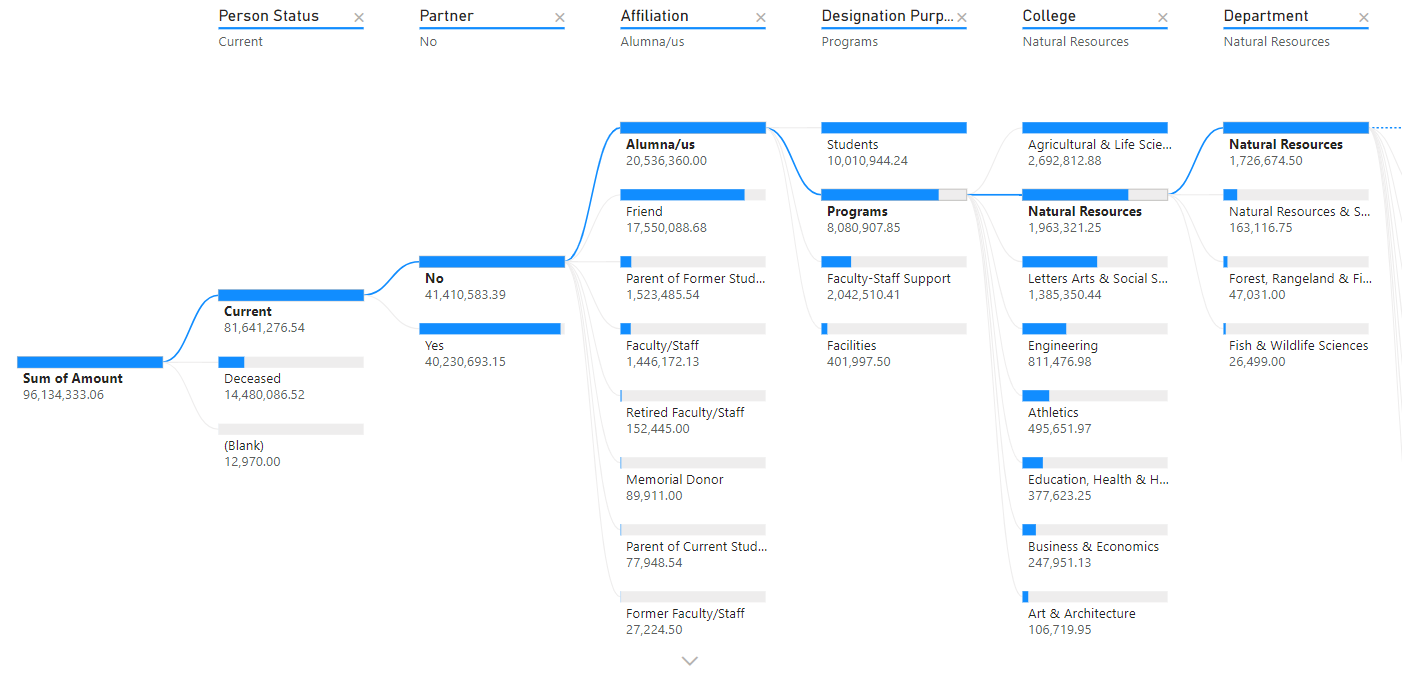 Person Status
Current
Partner
No
Affiliation
Alumna/us
Designation Purp...
Programs
College
Natural Resources
Department
Natural Resources
Sum of Amount
96,134,333.06
Current
81,641,276.54
Deceased
14,480,086.52
(Blank)
12,970.00
No
41,410,583.39
Yes
40,230,693.15
Alumna/us
20,536,360.00
Friend
17,550,088.68
Parent of Former Stud...
1,523,485.54
Faculty/Staff
1,446,172.13
Retired Faculty/Staff
152,445.00
Memorial Donor
89,911.00
Parent of Current Stud...
77,948.54
Former Faculty/Staff
27,224.50
Students
10,010,944.24
Programs
8,080,907.85
Faculty-Staff Support
2,042,510.41
Facilities
401,997.50
Agricultural & Life Scie...
2,692,812.88
Natural Resources
1,963,321.25
Letters Arts & Social S...
1,385,350.44
Engineering
811,476.98
Athletics
495,651.97
Education, Health & H...
377,623.25
Business & Economics
247,951.13
Art & Architecture
106,719.95
Natural Resources
1,726,674.50
Natural Resources & S...
163,116.75
Forest, Rangeland & Fi...
47,031.00
Fish & Wildlife Sciences
26,499.00